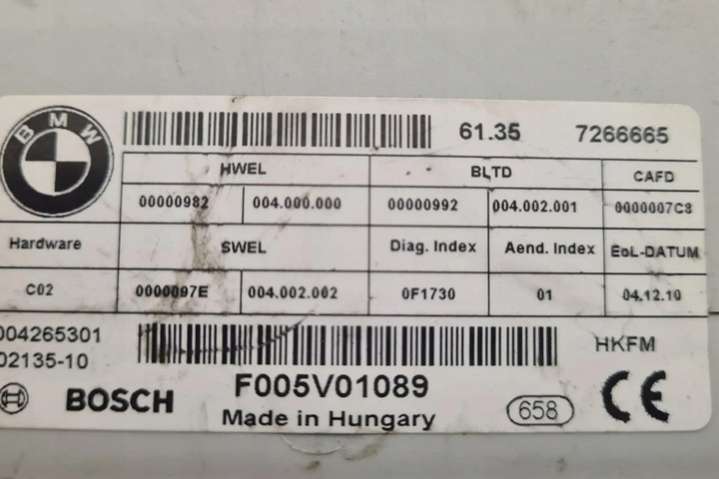 BMW
61.35 7266665
HWEL BLTD CAFD
00000982 004.000.000 00000992 004.002.001 0000007C8
Hardware SWEL Diag. Index Aend. Index EoL-DATUM
C02 0000097E 004.002.002 0F1730 01 04.12.10
004265301
02135-10
HKFM
F005V01089
BOSCH
Made in Hungary
658
CE